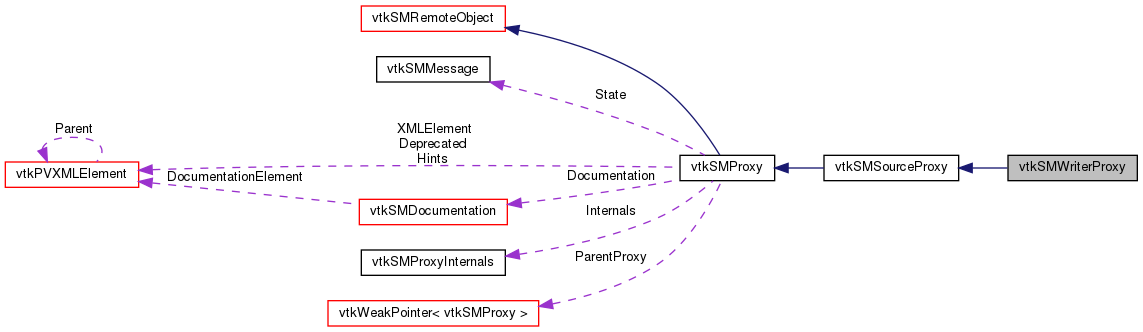 vtkSMRemoteObject
vtkSMMessage
State
Parent
XMLElement
Deprecated
Hints
vtkPVXMLElement
DocumentationElement
vtkSMProxy
vtkSMSourceProxy
vtkSMWriterProxy
Documentation
vtkSMDocumentation
Internals
vtkSMProxyInternals
ParentProxy
vtkWeakPointer< vtkSMProxy >